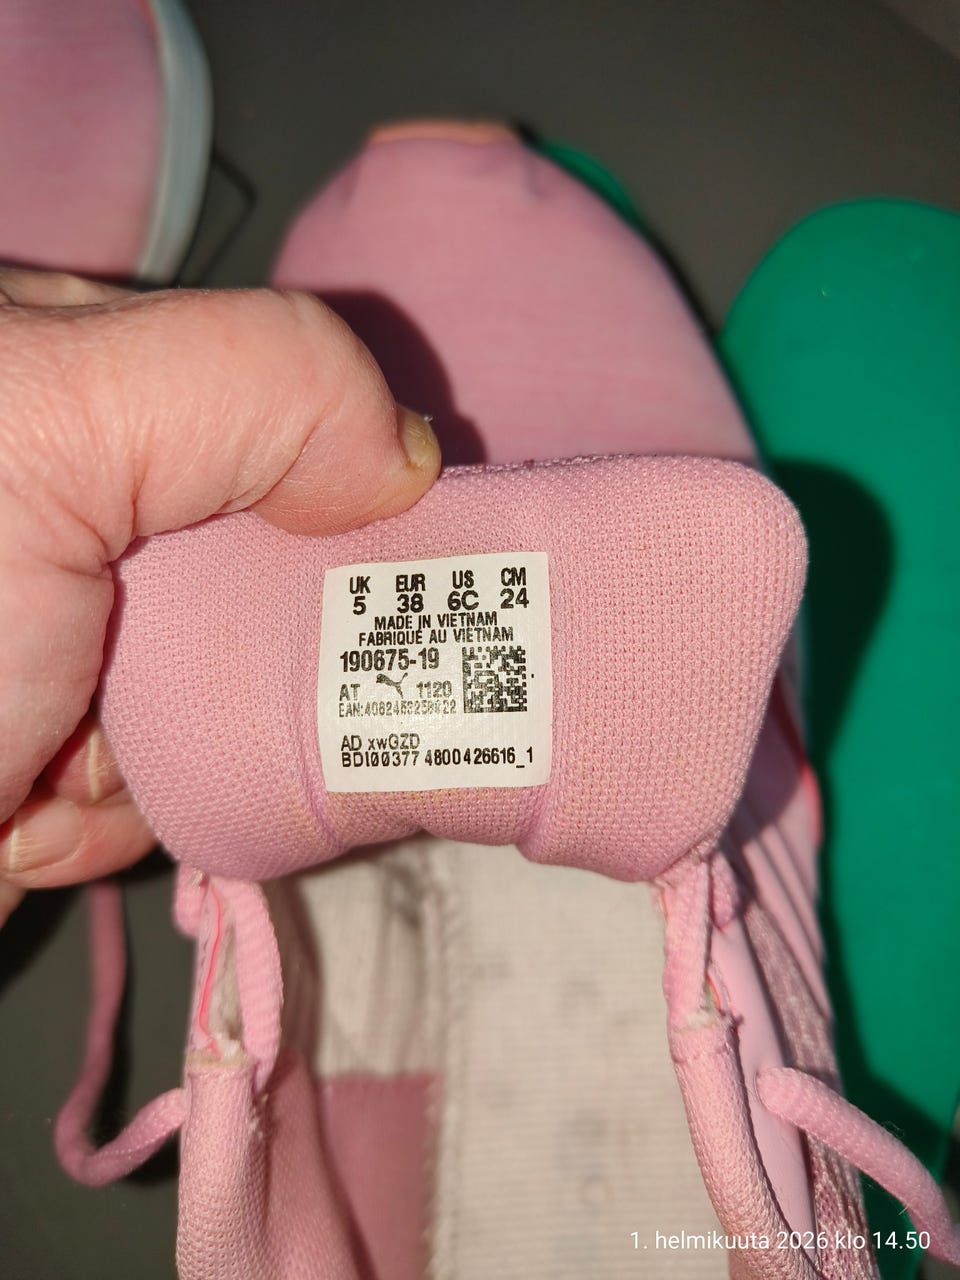 UK EUR US CM
5 38 6C 24
MADE IN VIETNAM
FABRIQUÉ AU VIETNAM
190675-19
AT 1120
AD xwGZD
BDI00377 4800426616_1
1. helmikuuta 2026 klo 14.50